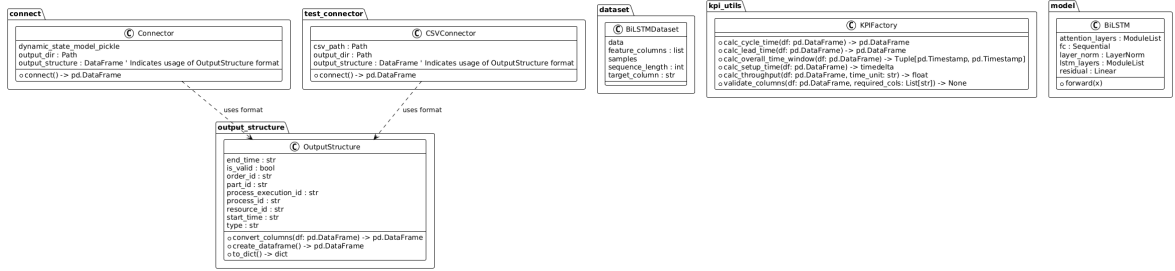 connect
C Connector
dynamic_state_model_pickle
output_dir : Path
output_structure : DataFrame ' Indicates usage of OutputStructure format
connect() -> pd.DataFrame
test_connector
C CSVConnector
csv_path : Path
output_dir : Path
output_structure : DataFrame ' Indicates usage of OutputStructure format
connect() -> pd.DataFrame
dataset
C BiLSTMDataset
data
feature_columns : list
samples
sequence_length : int
target_column : str
kpi_utils
C KPIFactory
calc_cycle_time(df: pd.DataFrame) -> pd.DataFrame
calc_lead_time(df: pd.DataFrame) -> pd.DataFrame
calc_overall_time_window(df: pd.DataFrame) -> Tuple[pd.Timestamp, pd.Timestamp]
calc_setup_time(df: pd.DataFrame) -> timedelta
calc_throughput(df: pd.DataFrame, time_unit: str) -> float
validate_columns(df: pd.DataFrame, required_cols: List[str]) -> None
model
C BiLSTM
attention_layers : ModuleList
fc : Sequential
layer_norm : LayerNorm
lstm_layers : ModuleList
residual : Linear
forward(x)
uses format
uses format
output_structure
C OutputStructure
end_time : str
is_valid : bool
order_id : str
part_id : str
process_execution_id : str
process_id : str
resource_id : str
start_time : str
type : str
convert_columns(df: pd.DataFrame) -> pd.DataFrame
create_dataframe() -> pd.DataFrame
to_dict() -> dict